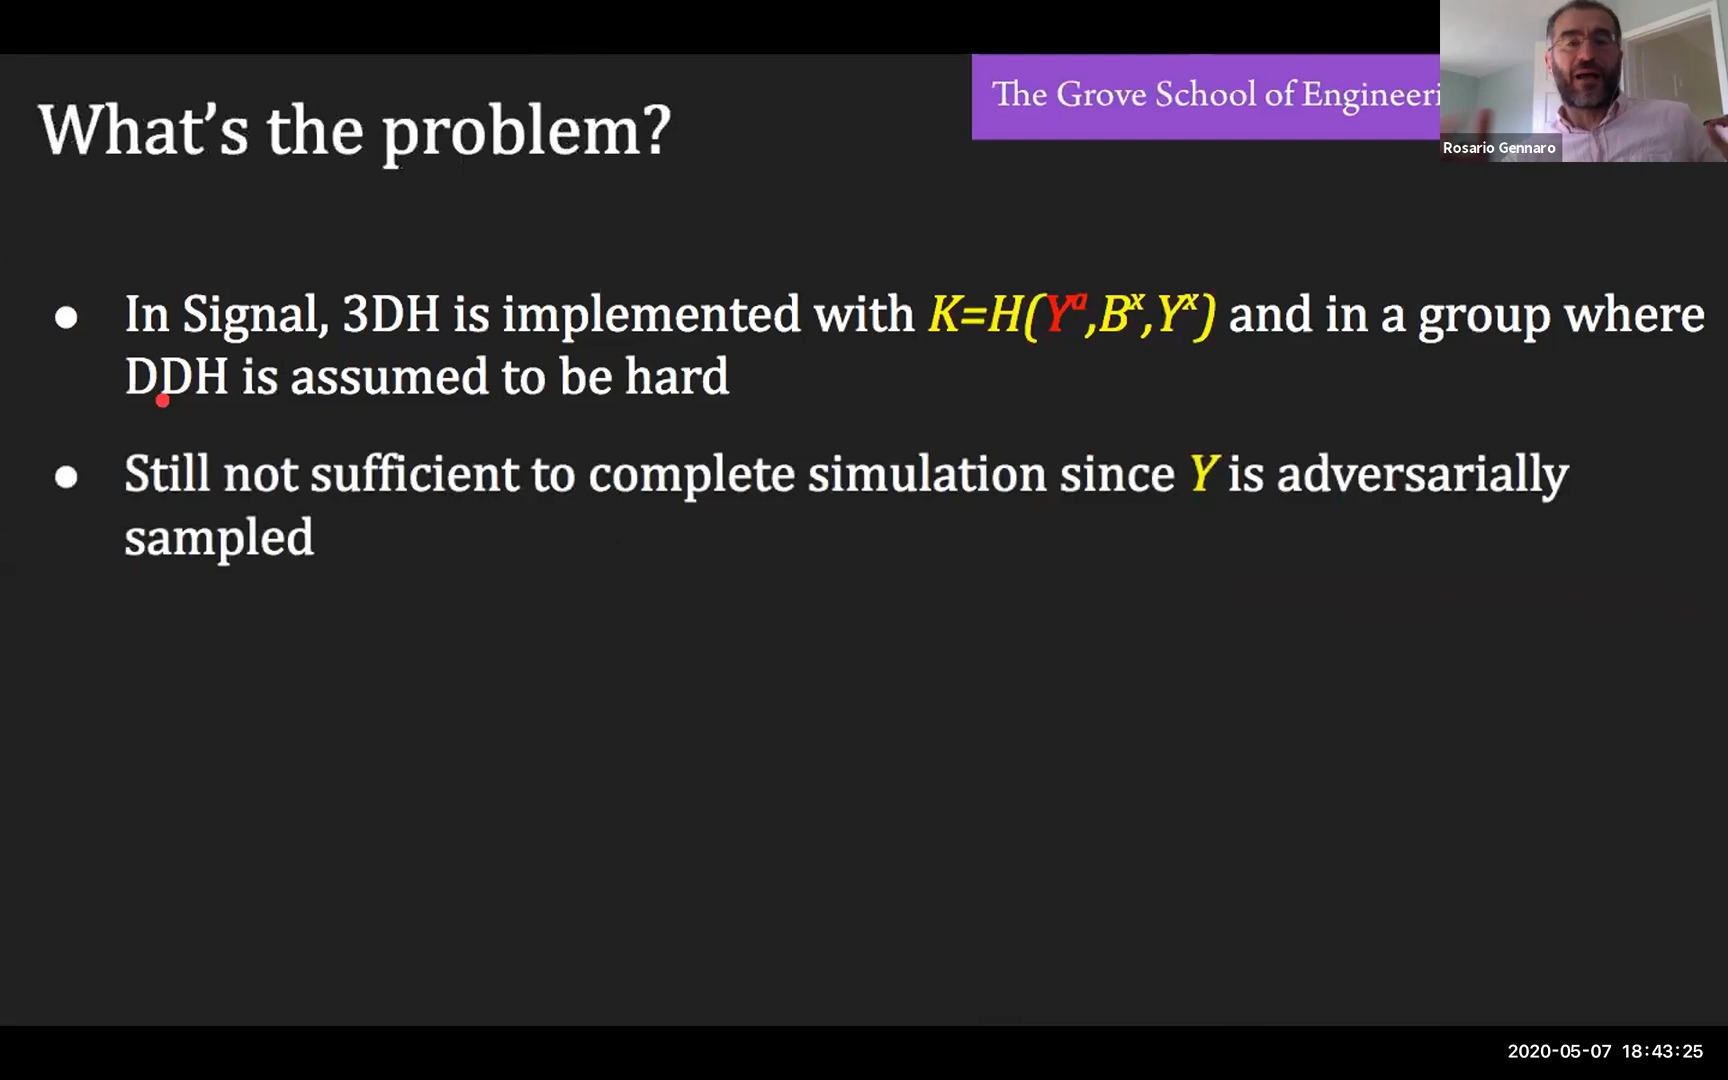 The Grove School of Engineeri
Rosario Gennaro
What's the problem?
● In Signal, 3DH is implemented with K=H(Yᵃ,Bˣ,Yˣ) and in a group where
DDH is assumed to be hard
● Still not sufficient to complete simulation since Y is adversarially
sampled
2020-05-07 18:43:25